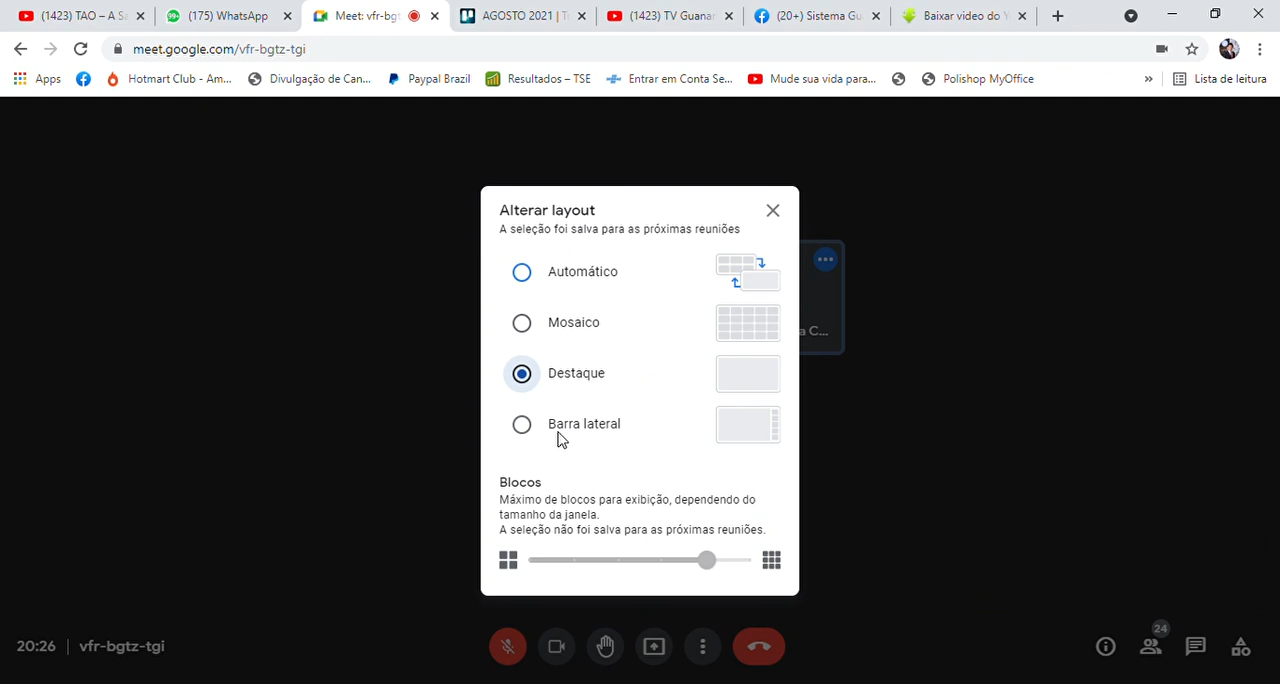 (1423) TAO – A Sa
99+ (175) WhatsApp
Meet: vfr-bgt
AGOSTO 2021 | T
(1423) TV Guanar
(20+) Sistema Gu
Baixar video do Y
meet.google.com/vfr-bgtz-tgi
Apps
Hotmart Club - Am...
Divulgação de Can...
Paypal Brazil
Resultados – TSE
Entrar em Conta Se...
Mude sua vida para...
Polishop MyOffice
»
Lista de leitura
Alterar layout
A seleção foi salva para as próximas reuniões
Automático
Mosaico
a C...
Destaque
Barra lateral
Blocos
Máximo de blocos para exibição, dependendo do
tamanho da janela.
A seleção não foi salva para as próximas reuniões.
20:26 | vfr-bgtz-tgi
24